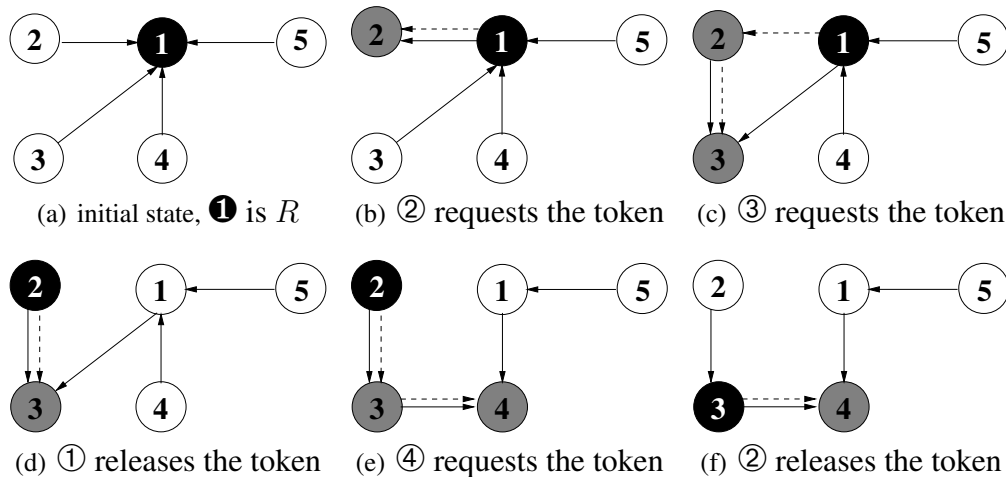 2 1 5
3 4
(a) initial state, ❶ is R
2 1 5
3 4
(b) ② requests the token
2 1 5
3 4
(c) ③ requests the token
2 1 5
3 4
(d) ① releases the token
2 1 5
3 4
(e) ④ requests the token
2 1 5
3 4
(f) ② releases the token